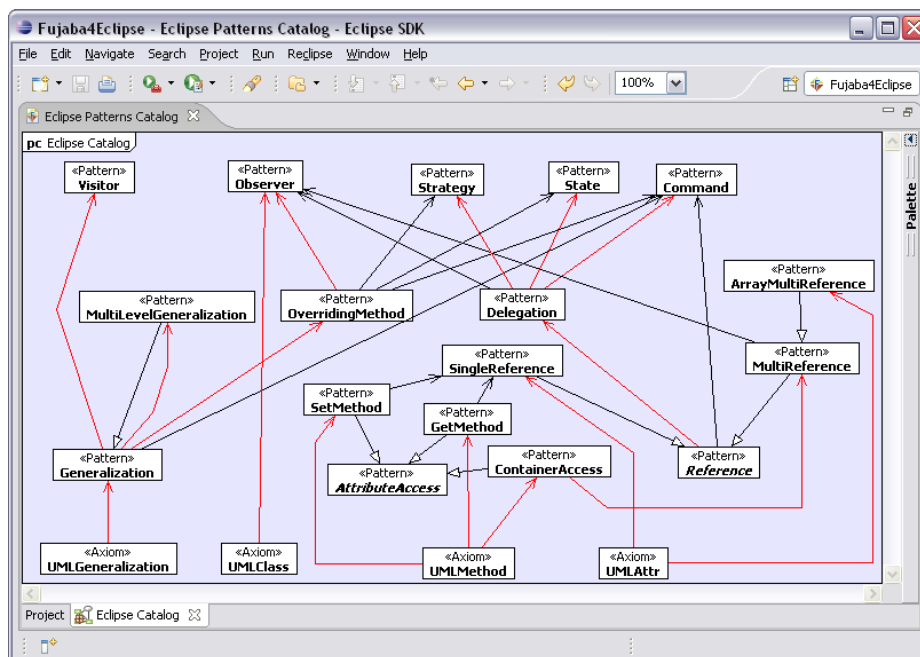 Fujaba4Eclipse - Eclipse Patterns Catalog - Eclipse SDK
File Edit Navigate Search Project Run Reclipse Window Help
100%
Fujaba4Eclipse
Eclipse Patterns Catalog
pc Eclipse Catalog
Palette
«Pattern»
Visitor
«Pattern»
Observer
«Pattern»
Strategy
«Pattern»
State
«Pattern»
Command
«Pattern»
MultiLevelGeneralization
«Pattern»
OverridingMethod
«Pattern»
Delegation
«Pattern»
ArrayMultiReference
«Pattern»
SingleReference
«Pattern»
MultiReference
«Pattern»
SetMethod
«Pattern»
GetMethod
«Pattern»
Generalization
«Pattern»
AttributeAccess
«Pattern»
ContainerAccess
«Pattern»
Reference
«Axiom»
UMLGeneralization
«Axiom»
UMLClass
«Axiom»
UMLMethod
«Axiom»
UMLAttr
Project Eclipse Catalog